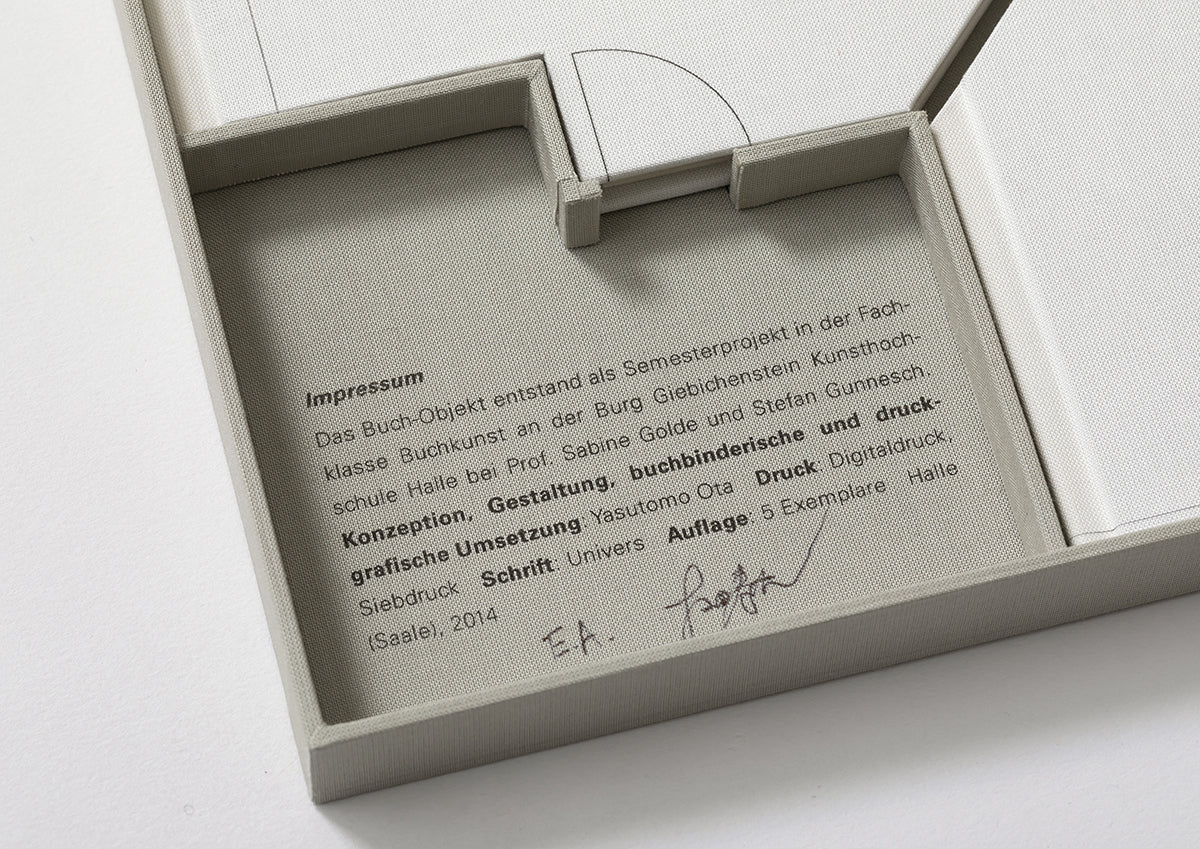 Impressum
Das Buch-Objekt entstand als Semesterprojekt in der Fach-
klasse Buchkunst an der Burg Giebichenstein Kunsthoch-
schule Halle bei Prof. Sabine Golde und Stefan Gunnesch.
Konzeption, Gestaltung, buchbinderische und druck-
grafische Umsetzung: Yasutomo Ota Druck: Digitaldruck,
Siebdruck Schrift: Univers Auflage: 5 Exemplare Halle
(Saale), 2014
E.A.